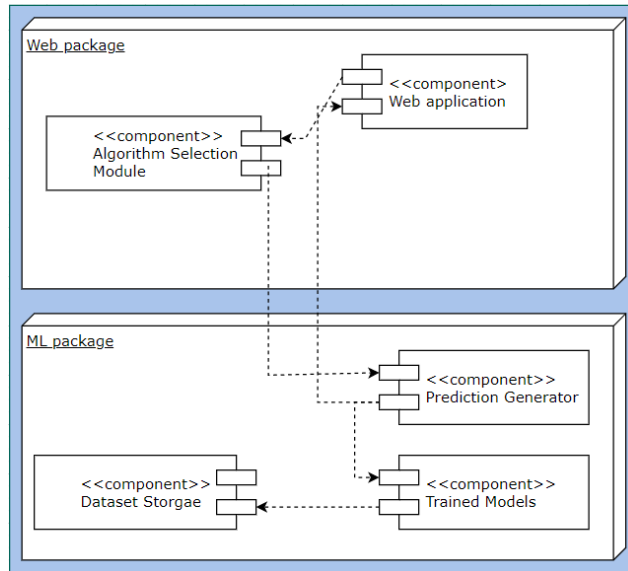 Web package
<<component>
Web application
<<component>>
Algorithm Selection
Module
ML package
<<component>>
Prediction Generator
<<component>>
Dataset Storgae
<<component>>
Trained Models